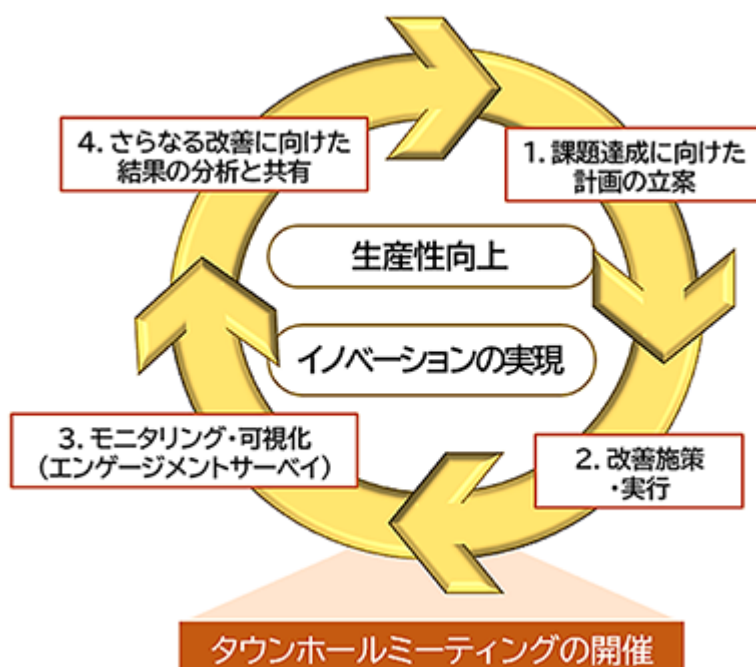 4. さらなる改善に向けた
結果の分析と共有
1. 課題達成に向けた
計画の立案
生産性向上
イノベーションの実現
3. モニタリング・可視化
（エンゲージメントサーベイ）
2. 改善施策
・実行
タウンホールミーティングの開催